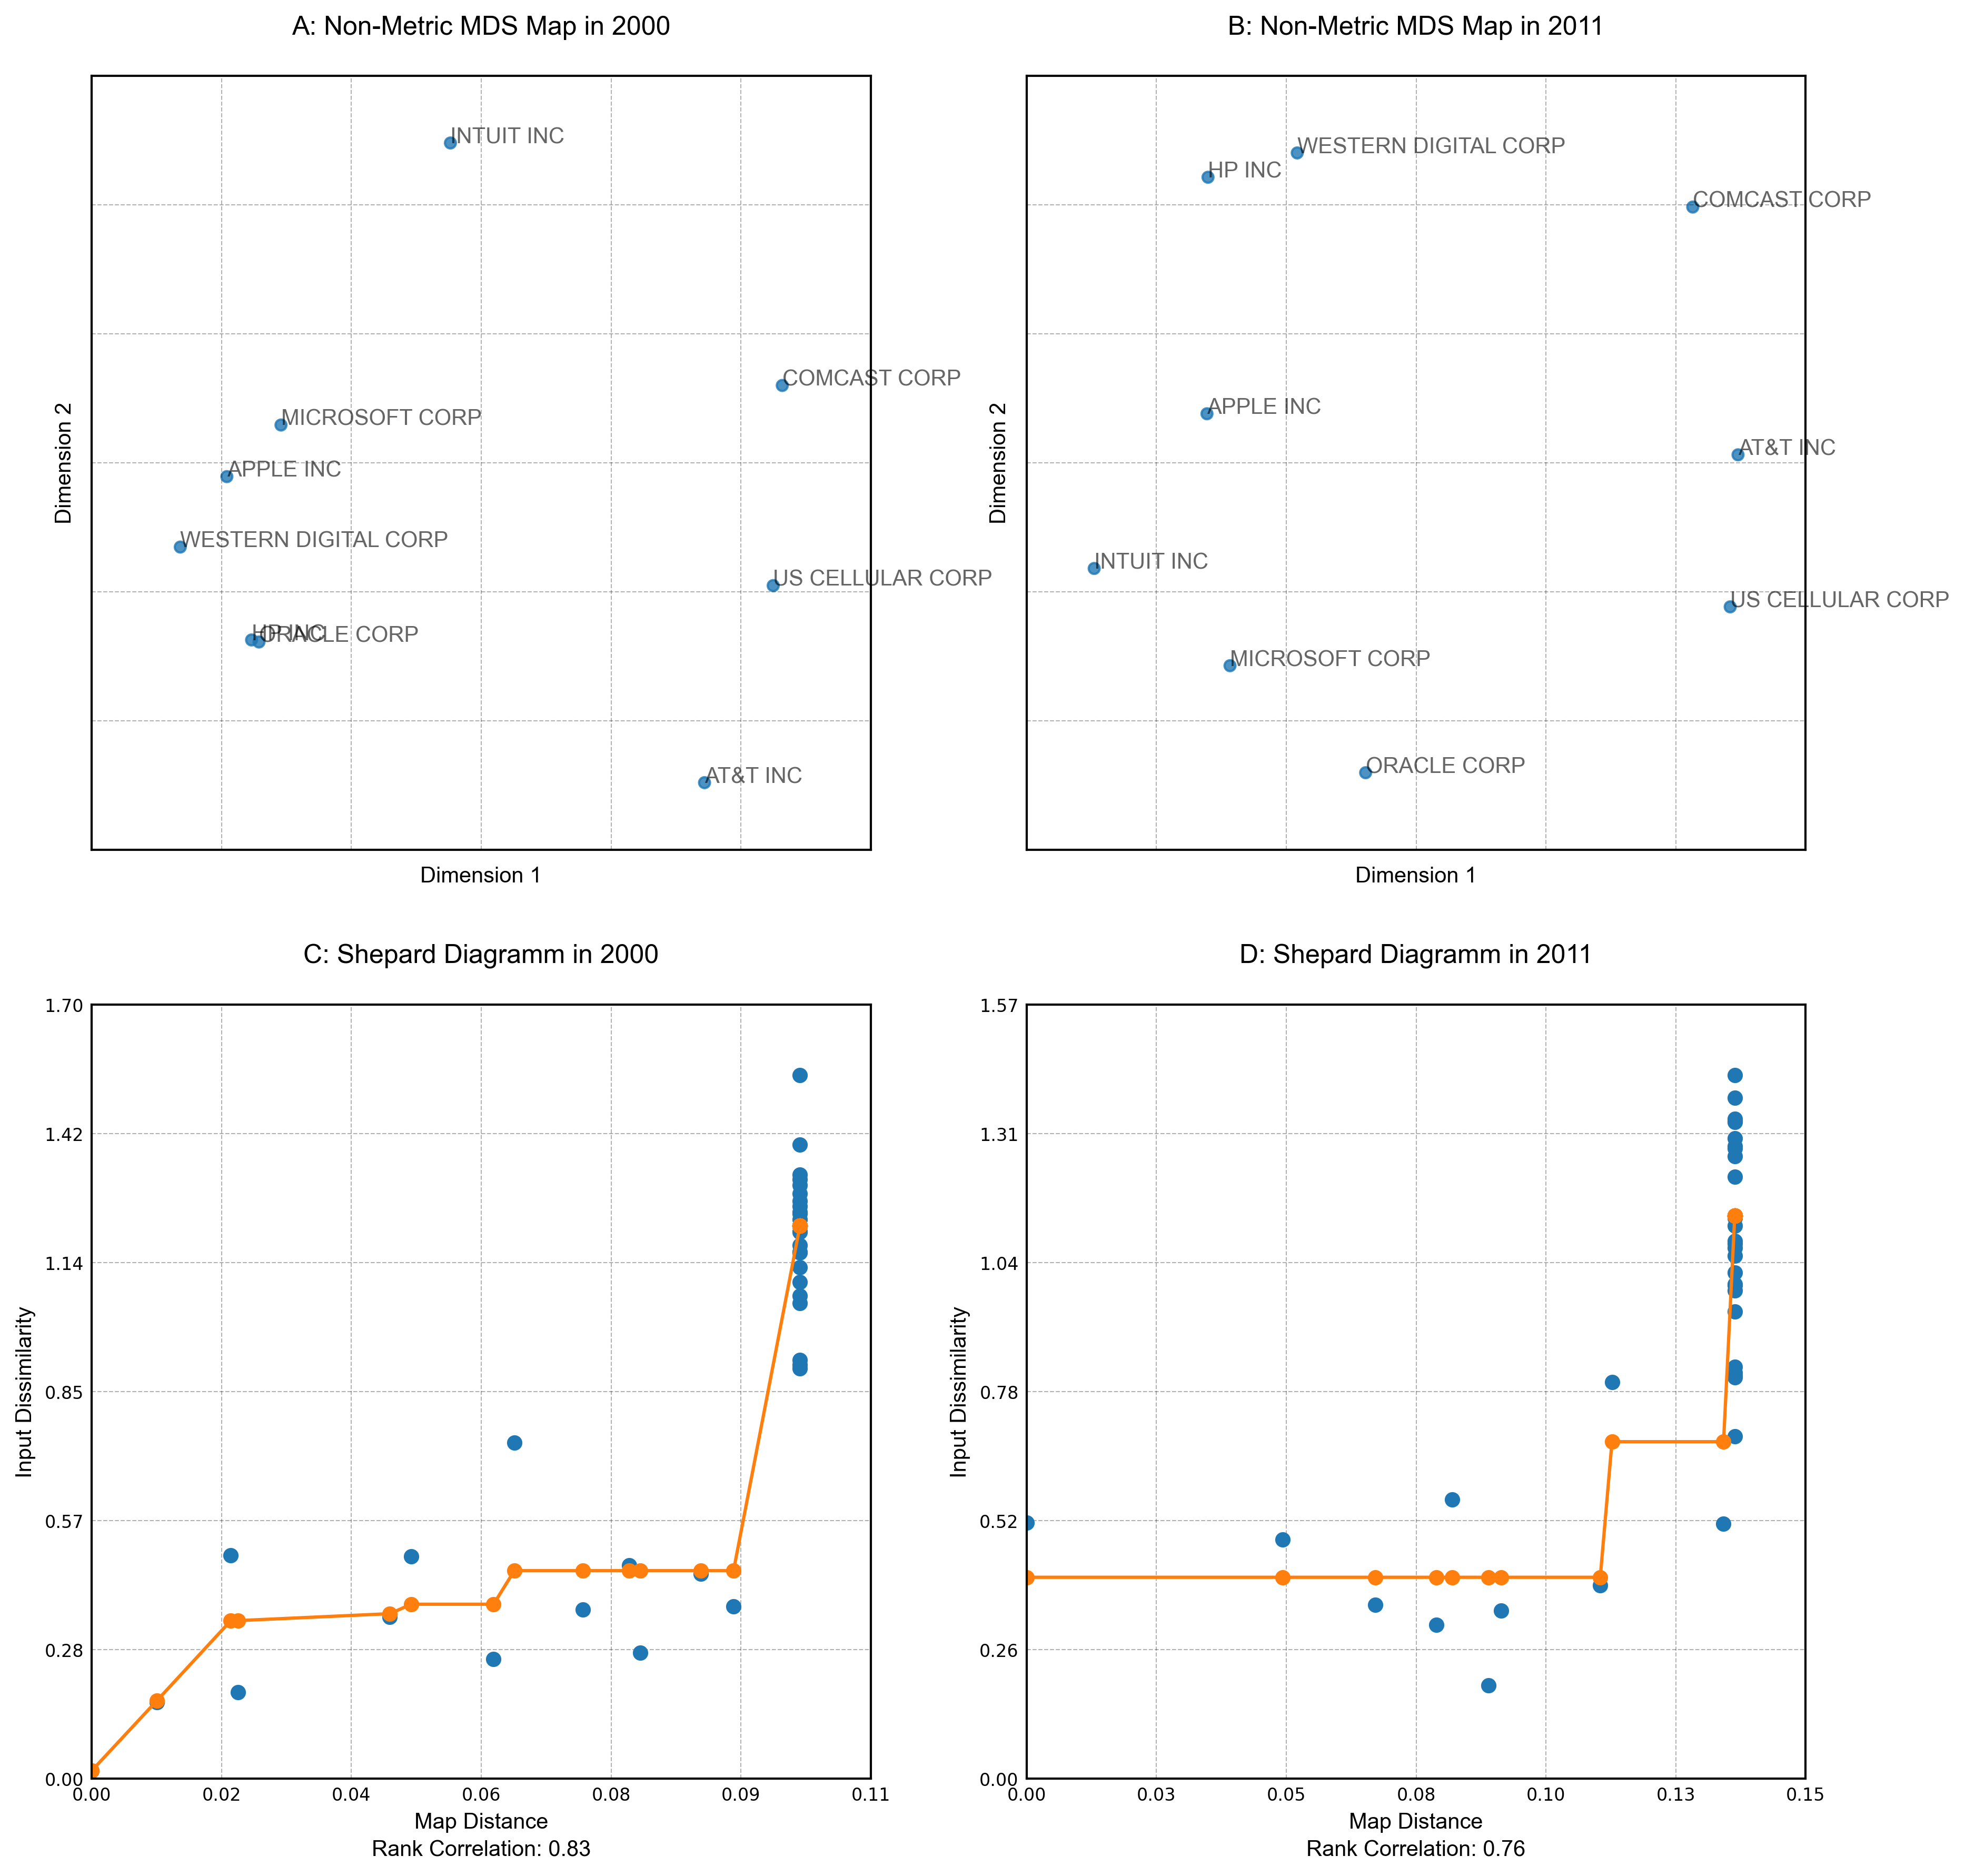 A: Non-Metric MDS Map in 2000
INTUIT INC
COMCAST CORP
MICROSOFT CORP
APPLE INC
WESTERN DIGITAL CORP
US CELLULAR CORP
HP INC
ORACLE CORP
AT&T INC
Dimension 2
Dimension 1
B: Non-Metric MDS Map in 2011
WESTERN DIGITAL CORP
HP INC
COMCAST CORP
APPLE INC
AT&T INC
INTUIT INC
US CELLULAR CORP
MICROSOFT CORP
ORACLE CORP
Dimension 2
Dimension 1
C: Shepard Diagramm in 2000
1.70
1.42
1.14
0.85
0.57
0.28
0.00
Input Dissimilarity
0.00 0.02 0.04 0.06 0.08 0.09 0.11
Map Distance
Rank Correlation: 0.83
D: Shepard Diagramm in 2011
1.57
1.31
1.04
0.78
0.52
0.26
0.00
Input Dissimilarity
0.00 0.03 0.05 0.08 0.10 0.13 0.15
Map Distance
Rank Correlation: 0.76